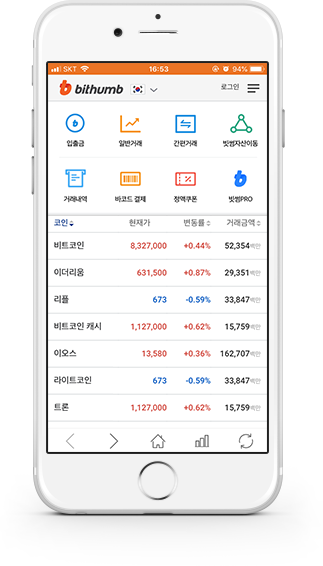 SKT 16:53 94%
bithumb 로그인
입출금 일반거래 간편거래 빗썸자산이동
거래내역 바코드 결제 정액쿠폰 빗썸PRO
코인 현재가 변동률 거래금액
비트코인 8,327,000 +0.44% 52,354백만
이더리움 631,500 +0.87% 29,351백만
리플 673 -0.59% 33,847백만
비트코인 캐시 1,127,000 +0.62% 15,759백만
이오스 13,580 +0.36% 162,707백만
라이트코인 673 -0.59% 33,847백만
트론 1,127,000 +0.62% 15,759백만